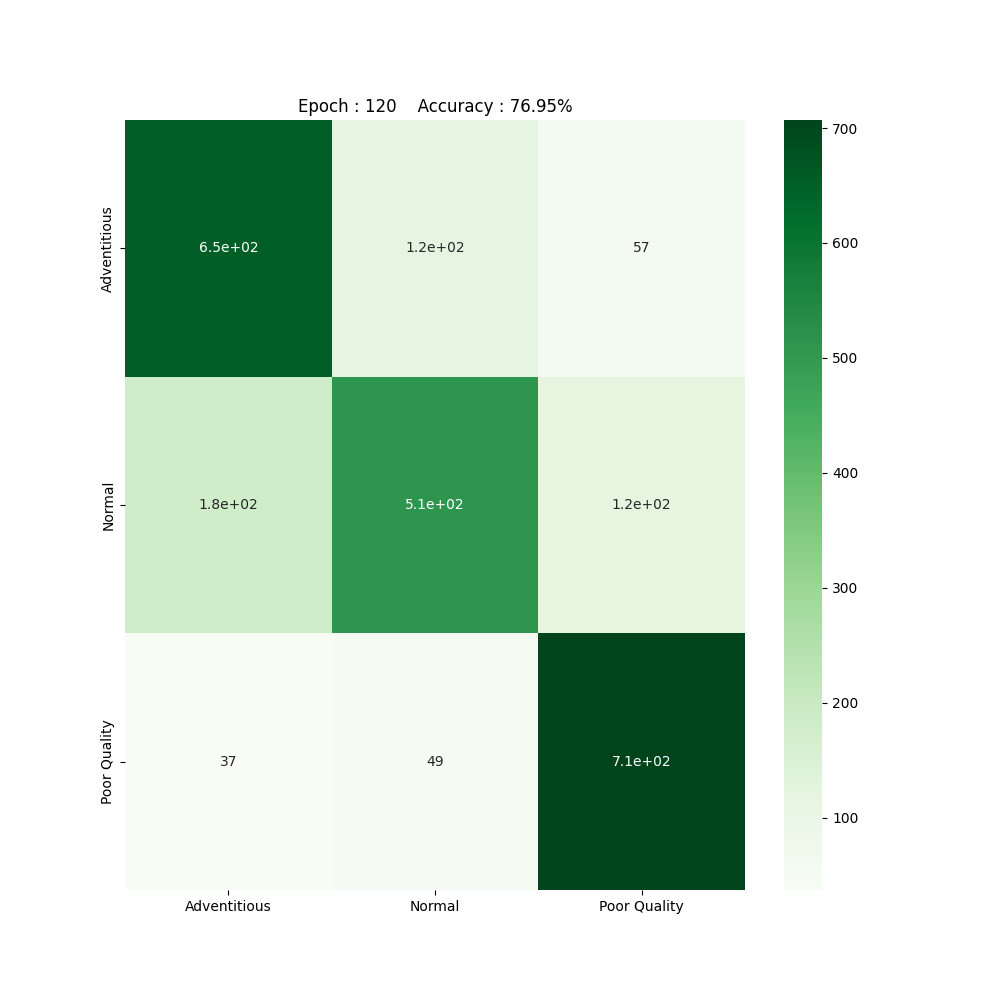 Epoch : 120    Accuracy : 76.95%
Adventitious
6.5e+02
1.2e+02
57
Normal
1.8e+02
5.1e+02
1.2e+02
Poor Quality
37
49
7.1e+02
Adventitious
Normal
Poor Quality
700
600
500
400
300
200
100